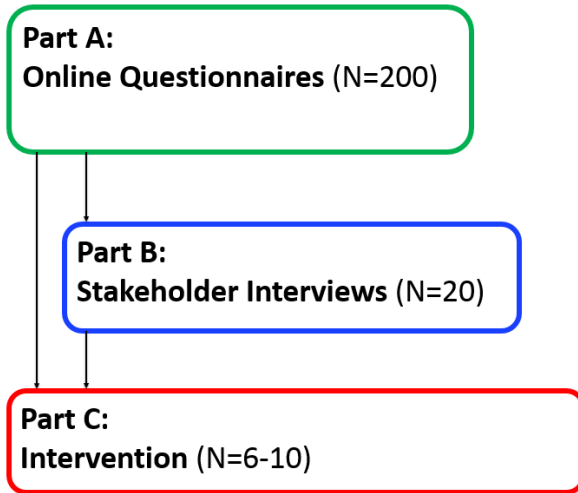 Part A:
Online Questionnaires (N=200)
Part B:
Stakeholder Interviews (N=20)
Part C:
Intervention (N=6-10)